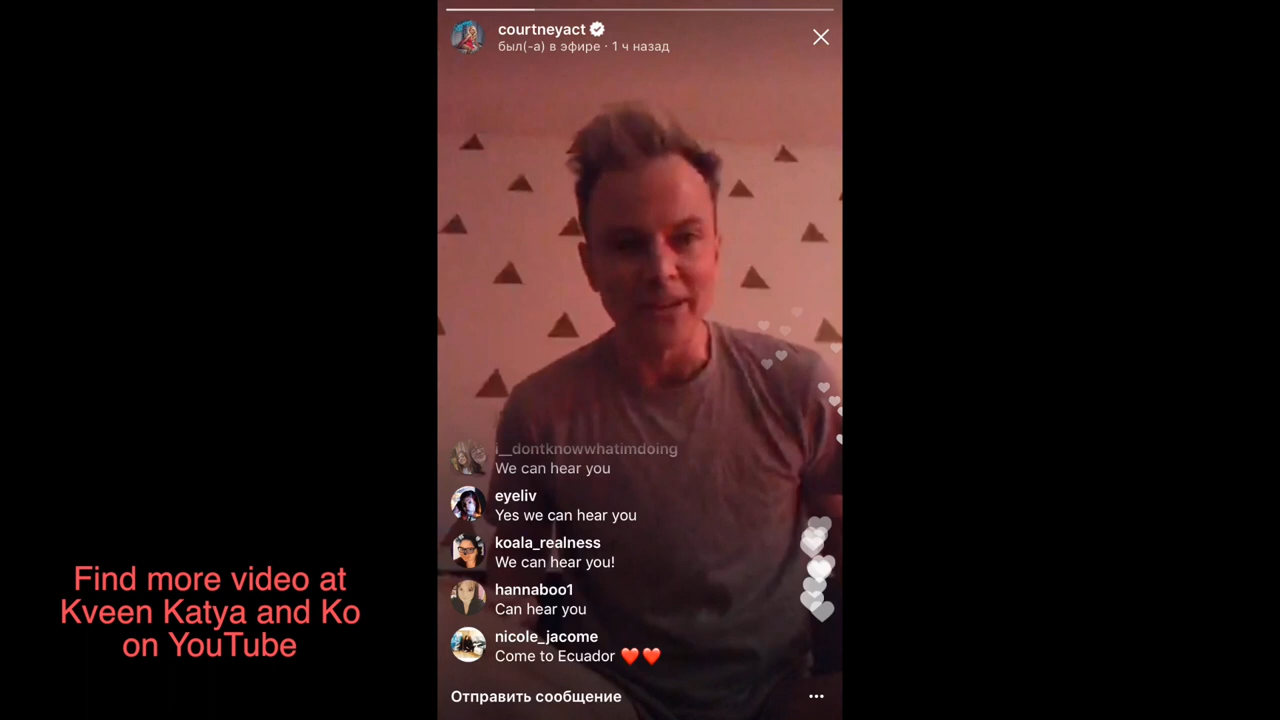 courtneyact
был(-а) в эфире · 1 ч назад
i__dontknowwhatimdoing
We can hear you
eyeliv
Yes we can hear you
koala_realness
We can hear you!
hannaboo1
Can hear you
nicole_jacome
Come to Ecuador ❤️❤️
Отправить сообщение
Find more video at
Kveen Katya and Ko
on YouTube